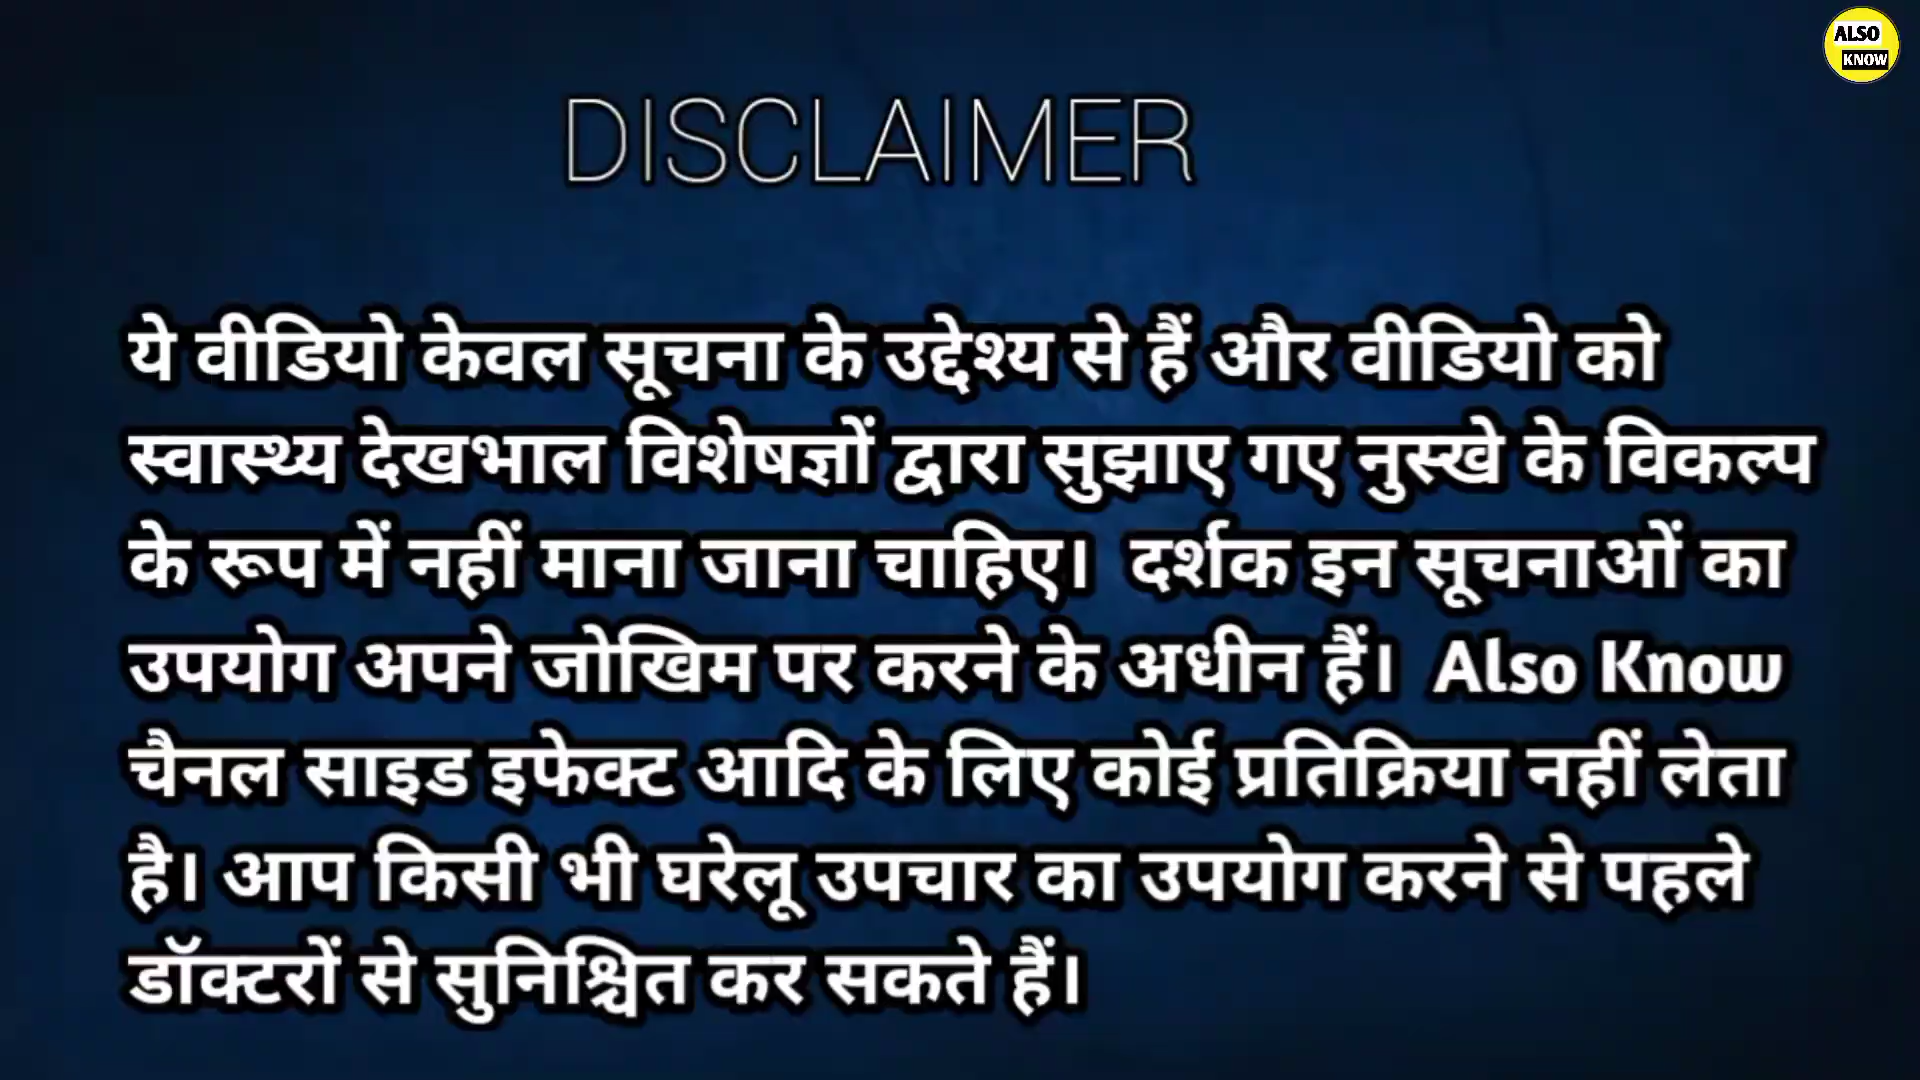 ALSO
KNOW
DISCLAIMER
ये वीडियो केवल सूचना के उद्देश्य से हैं और वीडियो को
स्वास्थ्य देखभाल विशेषज्ञों द्वारा सुझाए गए नुस्खे के विकल्प
के रूप में नहीं माना जाना चाहिए। दर्शक इन सूचनाओं का
उपयोग अपने जोखिम पर करने के अधीन हैं। Also Know
चैनल साइड इफेक्ट आदि के लिए कोई प्रतिक्रिया नहीं लेता
है। आप किसी भी घरेलू उपचार का उपयोग करने से पहले
डॉक्टरों से सुनिश्चित कर सकते हैं।